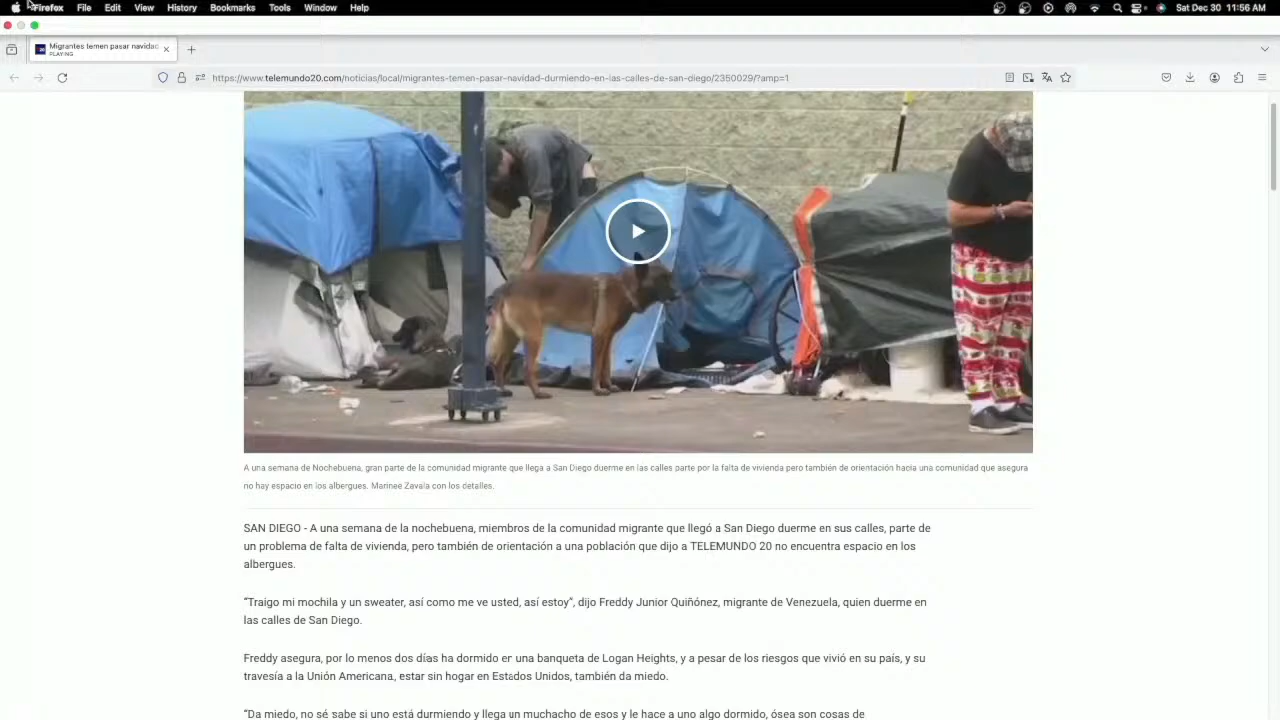 Firefox File Edit View History Bookmarks Tools Window Help Sat Dec 30 11:56 AM
Migrantes temen pasar navidad
PLAYING
https://www.telemundo20.com/noticias/local/migrantes-temen-pasar-navidad-durmiendo-en-las-calles-de-san-diego/2350029/?amp=1
A una semana de Nochebuena, gran parte de la comunidad migrante que llega a San Diego duerme en las calles parte por la falta de vivienda pero también de orientación hacia una comunidad que asegura
no hay espacio en los albergues. Marinee Zavala con los detalles.
SAN DIEGO - A una semana de la nochebuena, miembros de la comunidad migrante que llegó a San Diego duerme en sus calles, parte de
un problema de falta de vivienda, pero también de orientación a una población que dijo a TELEMUNDO 20 no encuentra espacio en los
albergues.
“Traigo mi mochila y un sweater, así como me ve usted, así estoy”, dijo Freddy Junior Quiñónez, migrante de Venezuela, quien duerme en
las calles de San Diego.
Freddy asegura, por lo menos dos días ha dormido en una banqueta de Logan Heights, y a pesar de los riesgos que vivió en su país, y su
travesía a la Unión Americana, estar sin hogar en Estados Unidos, también da miedo.
“Da miedo, no sé sabe si uno está durmiendo y llega un muchacho de esos y le hace a uno algo dormido, ósea son cosas de